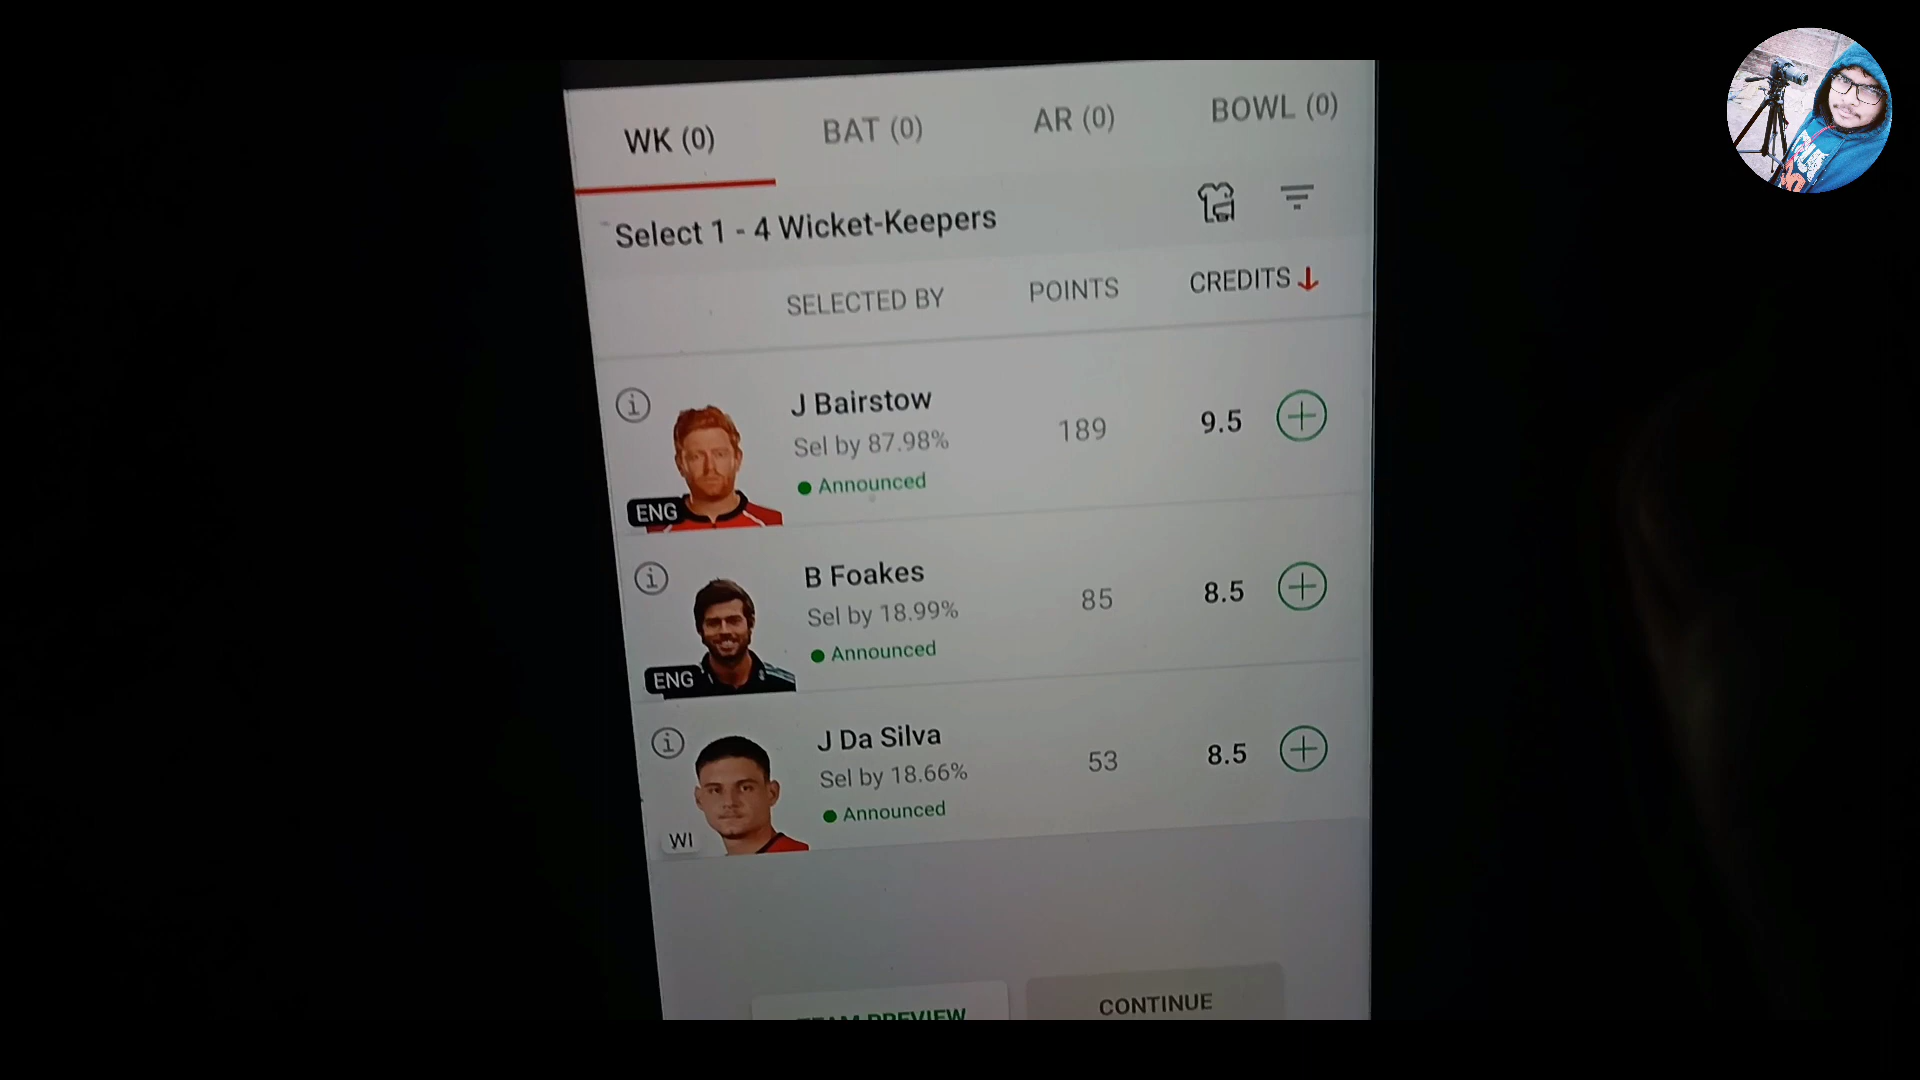 WK (0)
BAT (0)
AR (0)
BOWL (0)
Select 1 - 4 Wicket-Keepers
SELECTED BY
POINTS
CREDITS
J Bairstow
Sel by 87.98%
189
9.5
Announced
ENG
B Foakes
Sel by 18.99%
85
8.5
Announced
ENG
J Da Silva
Sel by 18.66%
53
8.5
Announced
WI
TEAM PREVIEW
CONTINUE